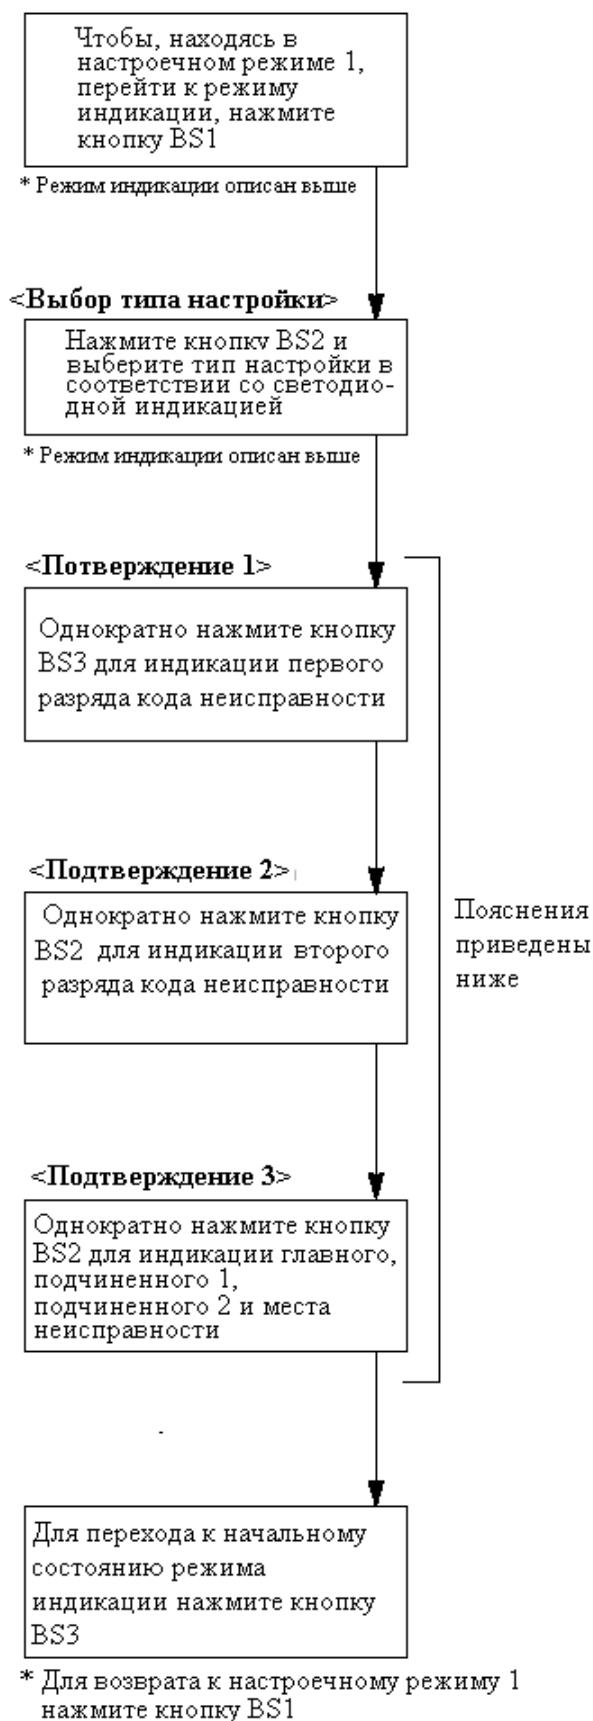 Чтобы, находясь в
настроечном режиме 1,
перейти к режиму
индикации, нажмите
кнопку BS1
* Режим индикации описан выше
<Выбор типа настройки>
Нажмите кнопку BS2 и
выберите тип настройки в
соответствии со светодио-
дной индикацией
* Режим индикации описан выше
<Потверждение 1>
Однократно нажмите кнопку
BS3 для индикации первого
разряда кода неисправности
<Подтверждение 2>
Однократно нажмите кнопку
BS2 для индикации второго
разряда кода неисправности
Пояснения
приведены
ниже
<Подтверждение 3>
Однократно нажмите кнопку
BS2 для индикации главного,
подчиненного 1,
подчиненного 2 и места
неисправности
Для перехода к начальному
состоянию режима
индикации нажмите кнопку
BS3
* Для возврата к настроечному режиму 1
нажмите кнопку BS1